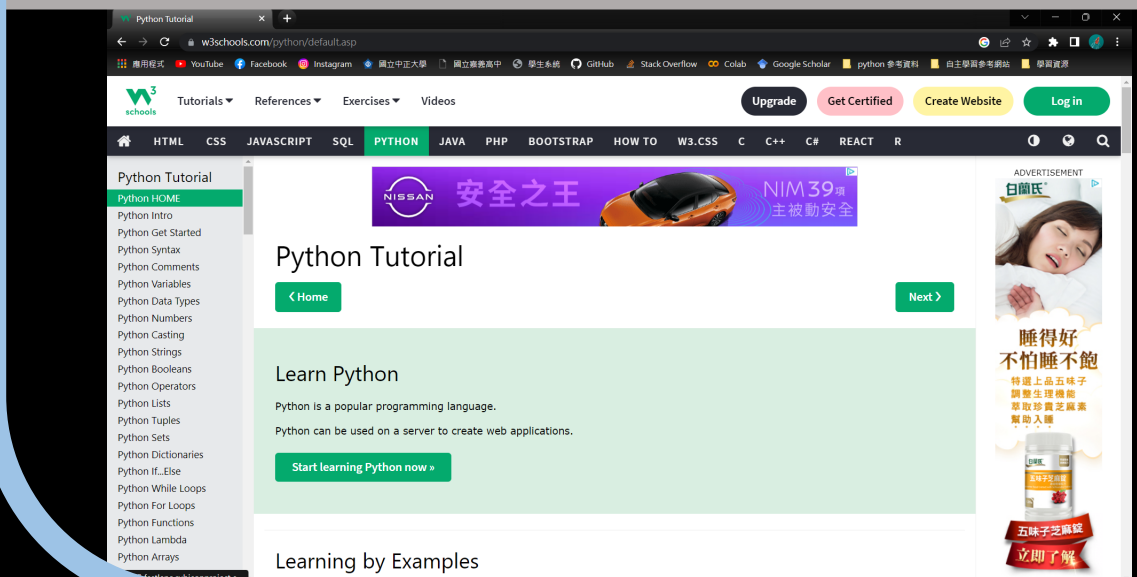 Python Tutorial
w3schools.com/python/default.asp
應用程式 YouTube Facebook Instagram 國立中正大學 國立嘉義高中 學生系統 GitHub Stack Overflow Colab Google Scholar python 參考資料 自主學習參考網站 學習資源
W3 schools
Tutorials References Exercises Videos
Upgrade Get Certified Create Website Log in
HTML CSS JAVASCRIPT SQL PYTHON JAVA PHP BOOTSTRAP HOW TO W3.CSS C C++ C# REACT R
Python Tutorial
Python HOME
Python Intro
Python Get Started
Python Syntax
Python Comments
Python Variables
Python Data Types
Python Numbers
Python Casting
Python Strings
Python Booleans
Python Operators
Python Lists
Python Tuples
Python Sets
Python Dictionaries
Python If...Else
Python While Loops
Python For Loops
Python Functions
Python Lambda
Python Arrays
NISSAN 安全之王
NIM 39項
主被動安全
Python Tutorial
❮ Home
Next ❯
Learn Python
Python is a popular programming language.
Python can be used on a server to create web applications.
Start learning Python now »
Learning by Examples
ADVERTISEMENT
白蘭氏
睡得好
不怕睡不飽
特選上品五味子
調整生理機能
萃取珍貴芝麻素
幫助入睡
白蘭氏
五味子芝麻錠
五味子芝麻錠
立即了解